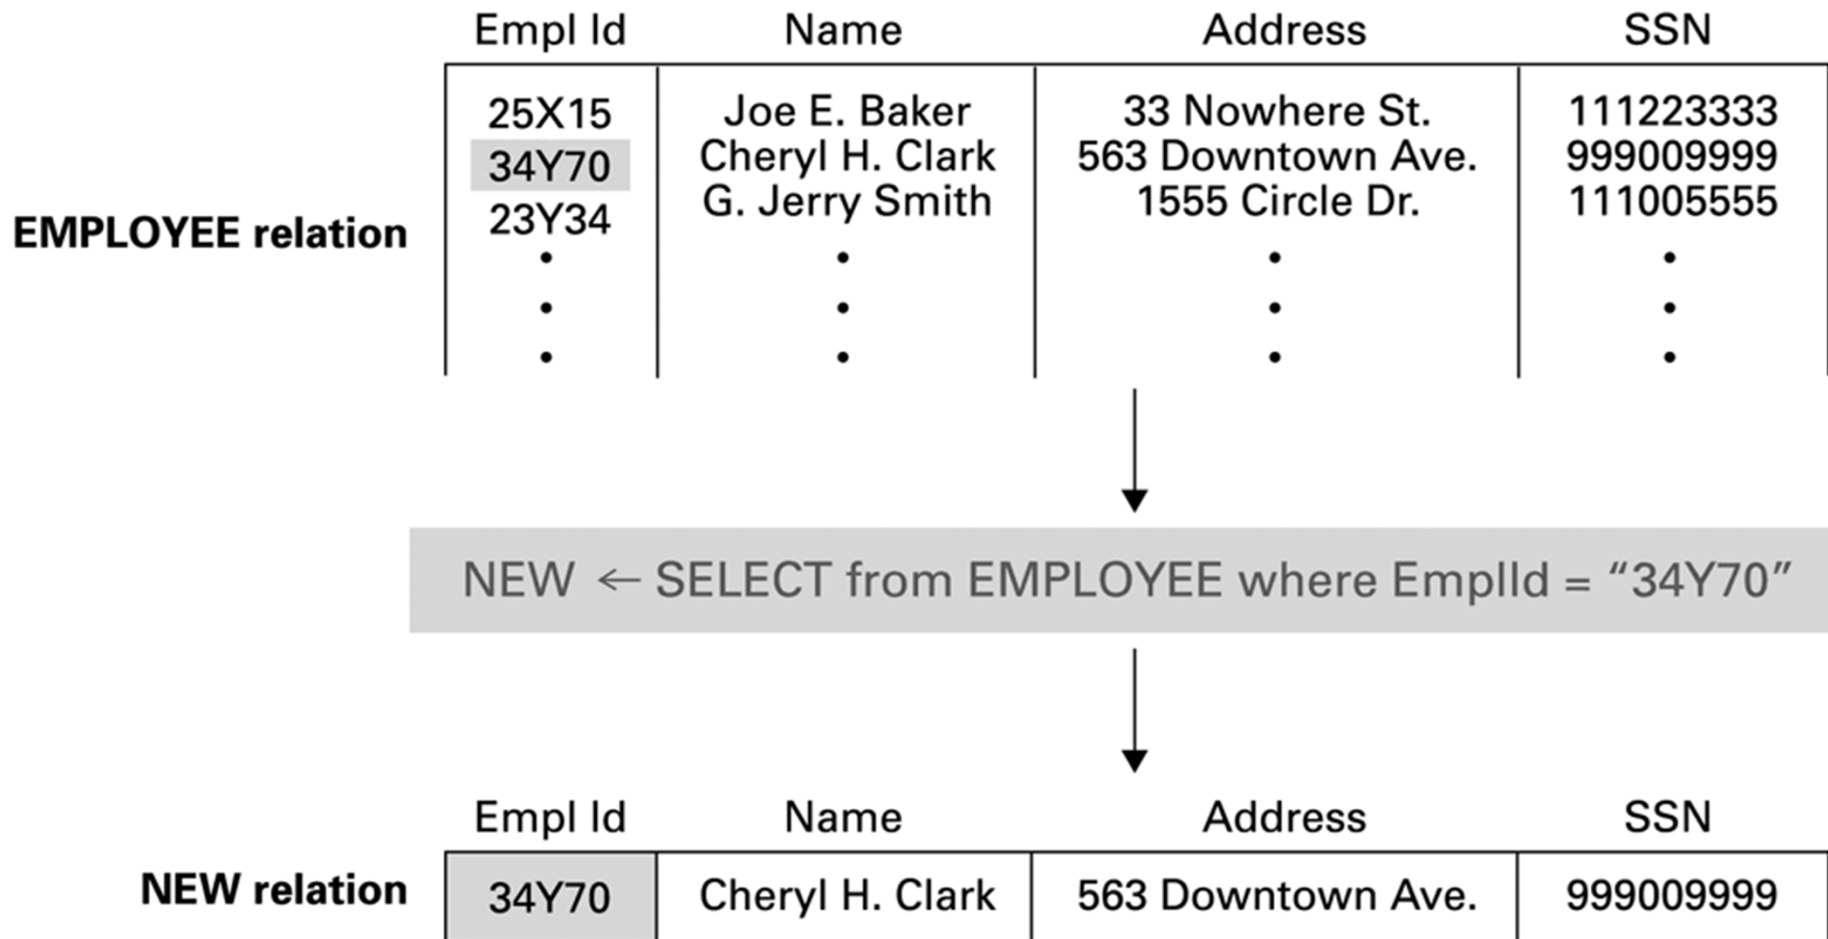 Empl Id Name Address SSN
25X15 Joe E. Baker 33 Nowhere St. 111223333
34Y70 Cheryl H. Clark 563 Downtown Ave. 999009999
23Y34 G. Jerry Smith 1555 Circle Dr. 111005555
EMPLOYEE relation
NEW ← SELECT from EMPLOYEE where EmplId = “34Y70”
Empl Id Name Address SSN
NEW relation 34Y70 Cheryl H. Clark 563 Downtown Ave. 999009999